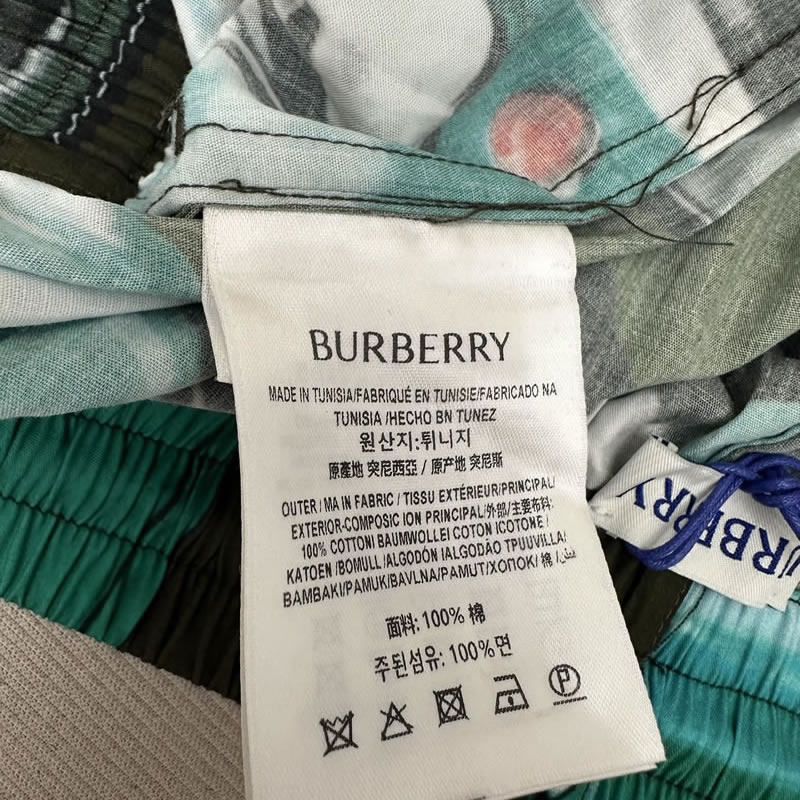 BURBERRY
MADE IN TUNISIA/FABRIQUÉ EN TUNISIE/FABRICADO NA
TUNISIA /HECHO BN TUNEZ
원산지:튀니지
原產地 突尼西亞 / 原产地 突尼斯
OUTER / MA IN FABRIC / TISSU EXTÉRIEUR/PRINCIPAL/
EXTERIOR-COMPOSIC ION PRINCIPAL/外部/主要布料:
100% COTTONI BAUMWOLLEI COTON ICOTONE /
KATOEN /BOMULL /ALGODÓN IALGODÃO TPUUVILLA/
BAMBAKI/PAMUK/BAVLNA/PAMUT/ХОПОК/ 棉 /
面料: 100% 棉
주된섬유: 100%면
P
BURBERRY